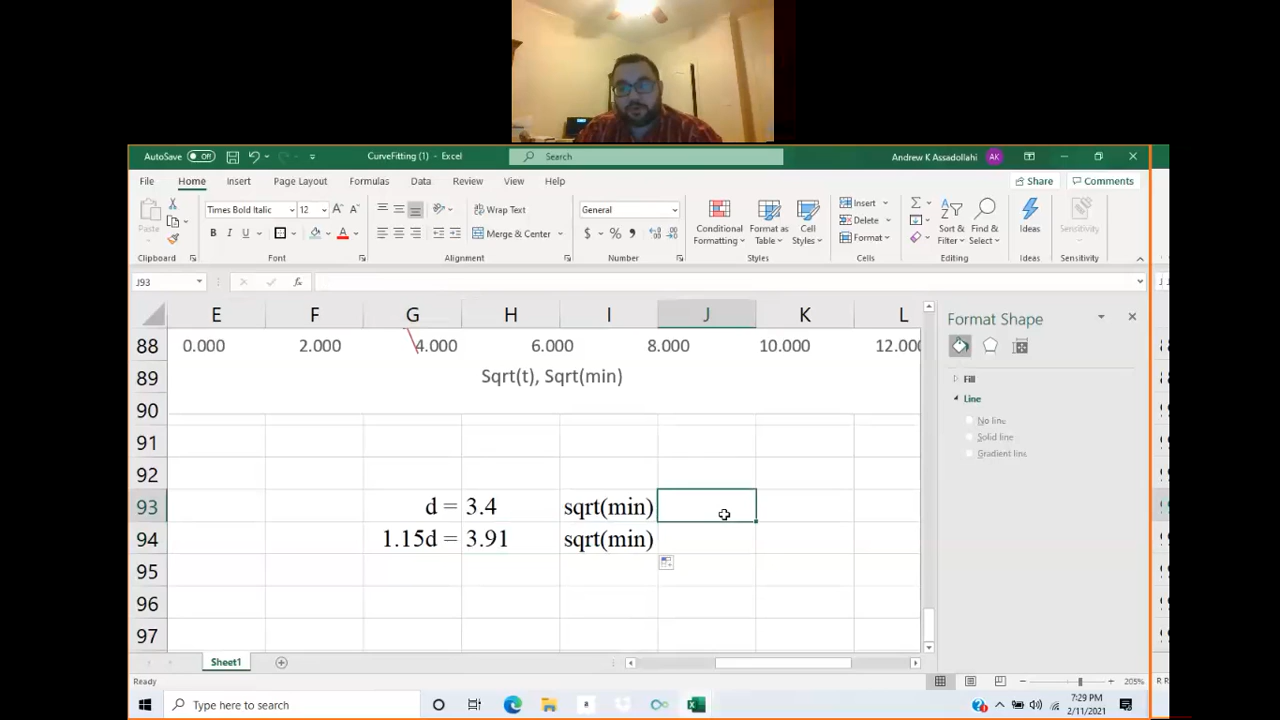 AutoSave Off CurveFitting (1) - Excel Search Andrew K Assadollahi AK
File Home Insert Page Layout Formulas Data Review View Help Share Comments
Paste Times Bold Italic 12 A A Wrap Text General Conditional Formatting Format as Table Cell Styles Insert Delete Format Sort & Filter Find & Select Ideas Sensitivity
B I U A Merge & Center $ % ,
Clipboard Font Alignment Number Styles Cells Editing Ideas Sensitivity
J93 fx
E F G H I J K L
Format Shape
88 0.000 2.000 4.000 6.000 8.000 10.000 12.00
89 Sqrt(t), Sqrt(min)
Fill
Line
No line
Solid line
Gradient line
90
91
92
93 d = 3.4 sqrt(min)
94 1.15d = 3.91 sqrt(min)
95
96
97
Sheet1
Ready 205%
Type here to search 7:29 PM
2/11/2021